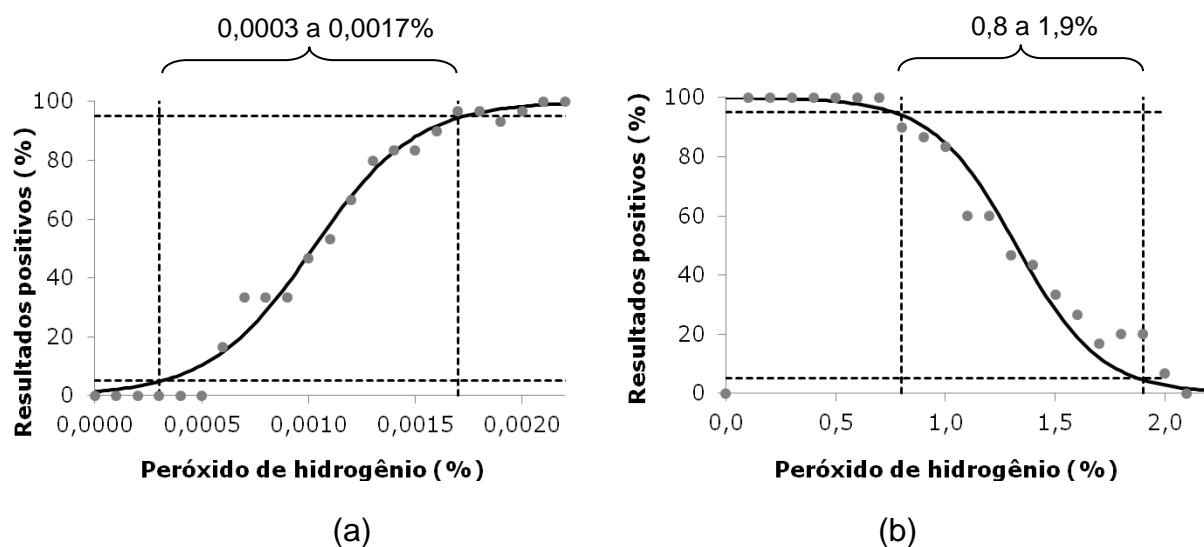 0,0003 a 0,0017%
0,8 a 1,9%
Resultados positivos (%)
100
80
60
40
20
0
0,0000 0,0005 0,0010 0,0015 0,0020
Peróxido de hidrogênio (%)
(a)
Resultados positivos (%)
100
80
60
40
20
0
0,0 0,5 1,0 1,5 2,0
Peróxido de hidrogênio (%)
(b)